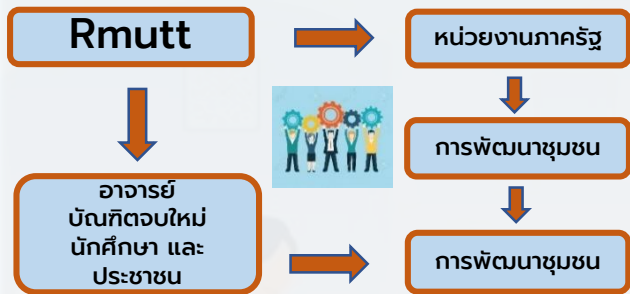 Rmutt
หน่วยงานภาครัฐ
การพัฒนาชุมชน
อาจารย์
บัณฑิตจบใหม่
นักศึกษา และ
ประชาชน
การพัฒนาชุมชน